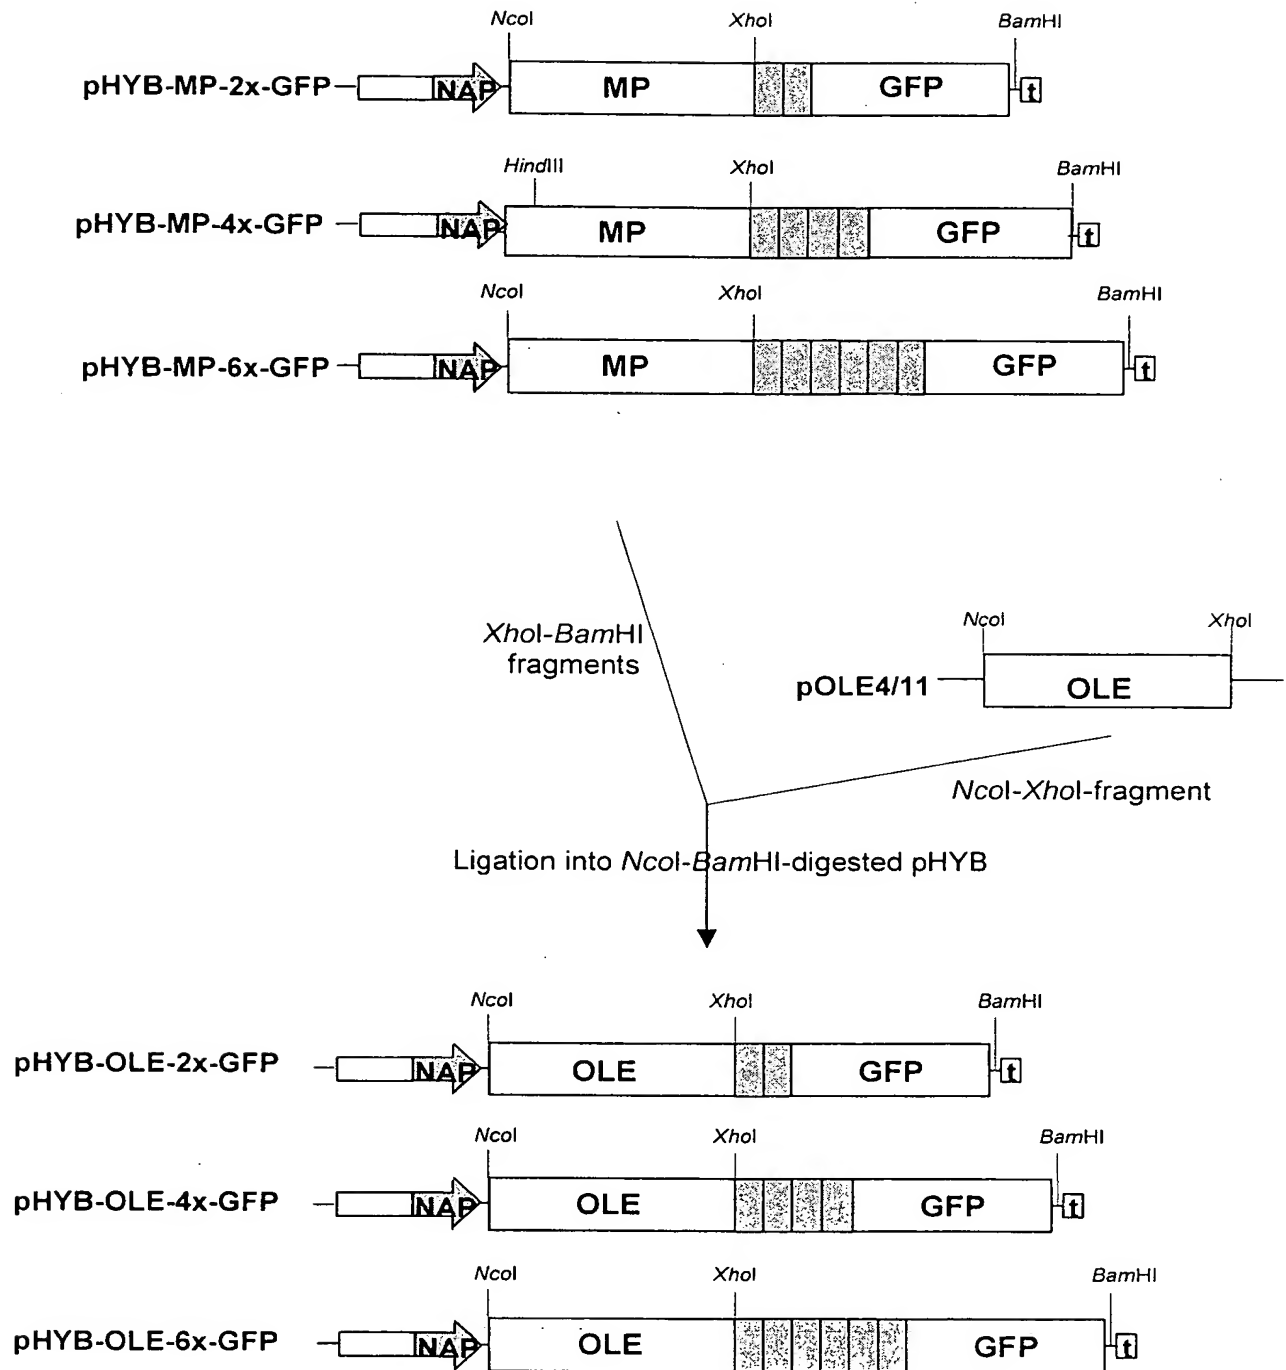 NcoI XhoI BamHI
pHYB-MP-2x-GFP NAP MP GFP t
HindIII XhoI BamHI
pHYB-MP-4x-GFP NAP MP GFP t
NcoI XhoI BamHI
pHYB-MP-6x-GFP NAP MP GFP t
XhoI-BamHI
fragments
NcoI XhoI
pOLE4/11 OLE
NcoI-XhoI-fragment
Ligation into NcoI-BamHI-digested pHYB
NcoI XhoI BamHI
pHYB-OLE-2x-GFP NAP OLE GFP t
NcoI XhoI BamHI
pHYB-OLE-4x-GFP NAP OLE GFP t
NcoI XhoI BamHI
pHYB-OLE-6x-GFP NAP OLE GFP t